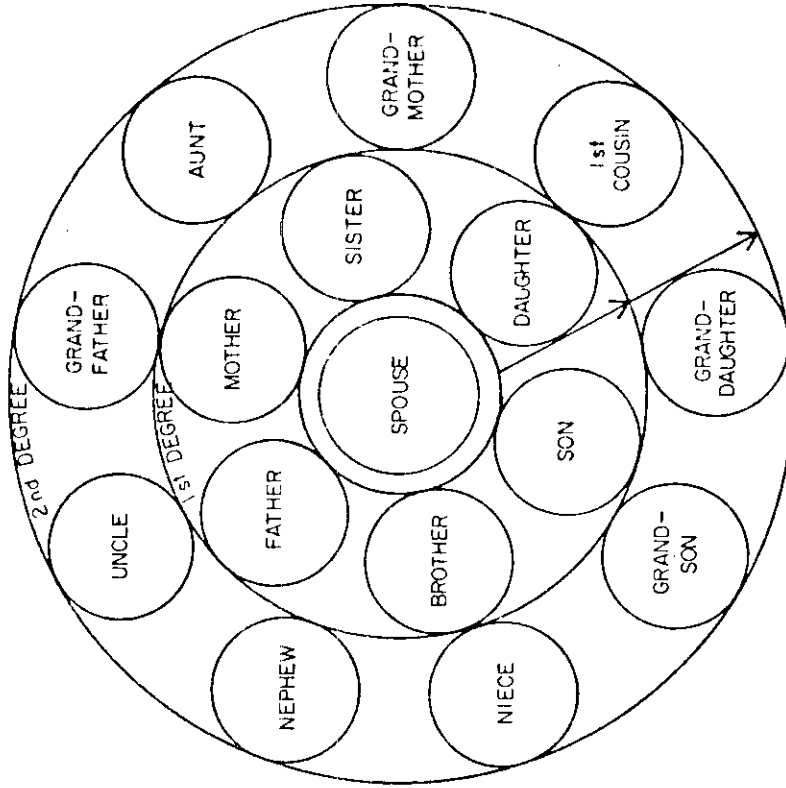 2nd DEGREE
1st DEGREE
GRAND-
FATHER
AUNT
GRAND-
MOTHER
1st
COUSIN
GRAND-
DAUGHTER
GRAND-
SON
NIECE
NEPHEW
UNCLE
MOTHER
SISTER
DAUGHTER
SON
BROTHER
FATHER
SPOUSE